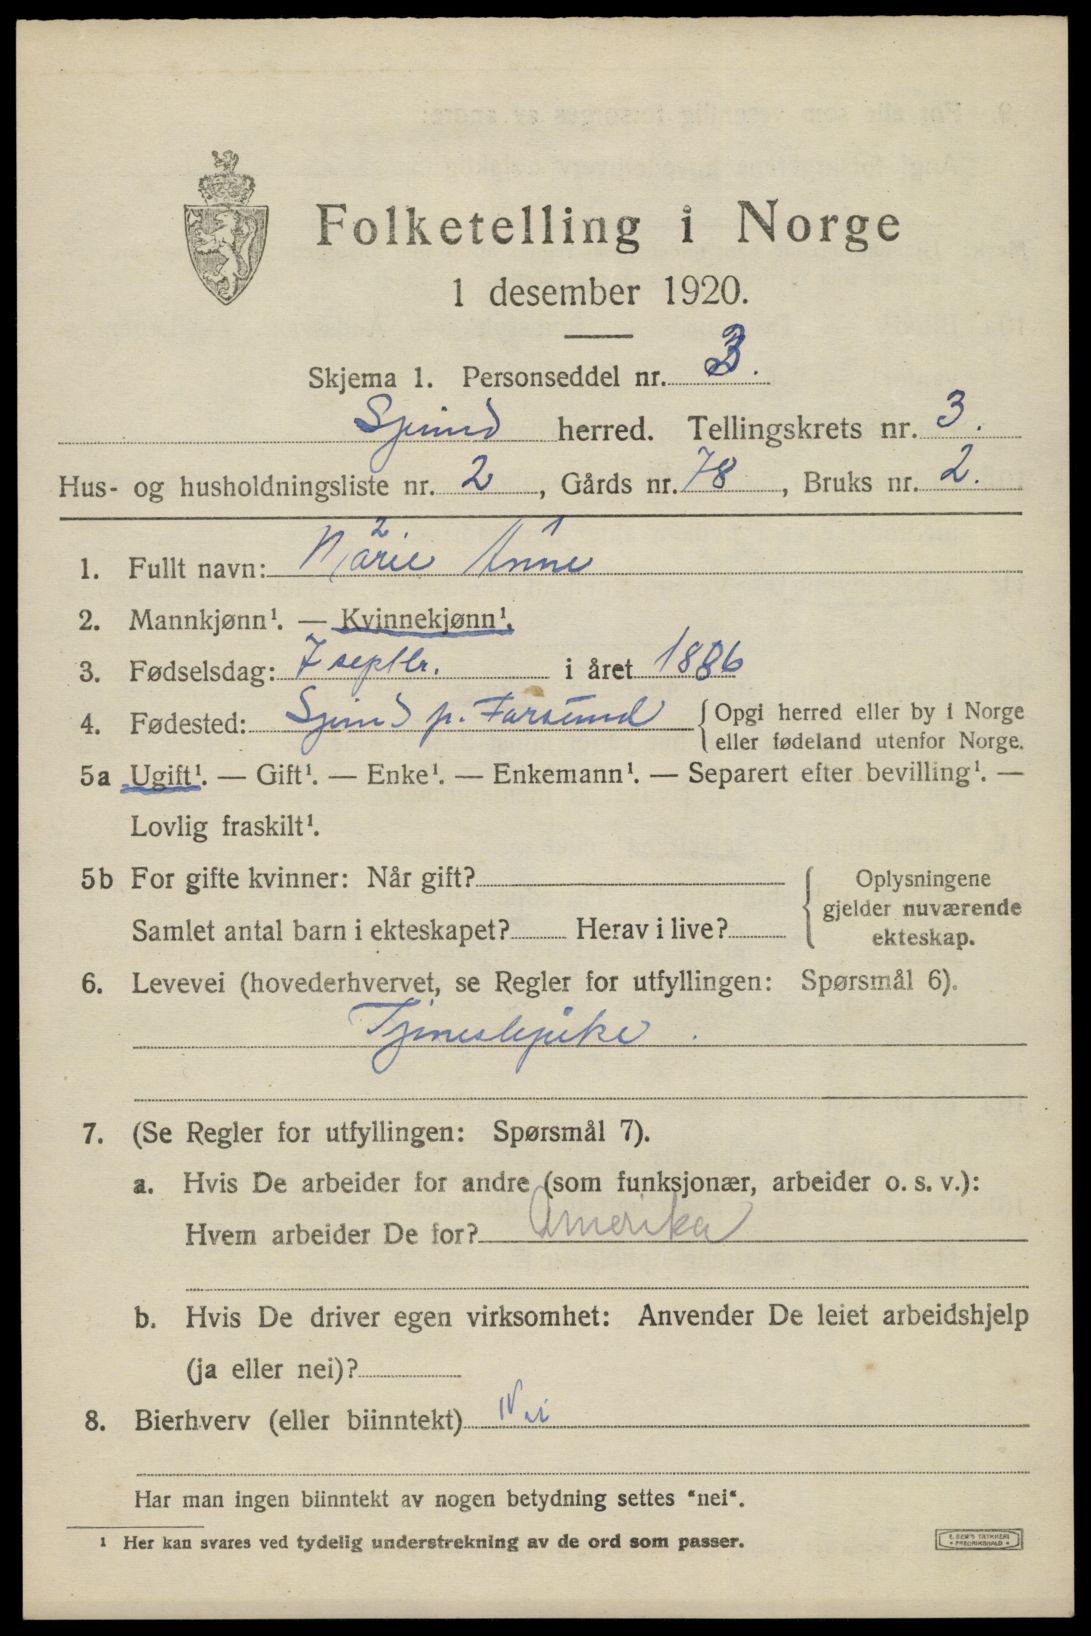 Folketelling i Norge
1 desember 1920.
Skjema 1. Personseddel nr. 3.
herred. Tellingskrets nr. 3.
Hus- og husholdningsliste nr. 2, Gårds nr. 78, Bruks nr. 2.
1. Fullt navn: Marie 2 Anne 1
2. Mannkjønn¹. — Kvinnekjønn¹.
3. Fødselsdag: 7 septbr. i året 1886
4. Fødested: p. Farsund { Opgi herred eller by i Norge
eller fødeland utenfor Norge.
5a Ugift¹. — Gift¹. — Enke¹. — Enkemann¹. — Separert efter bevilling¹. —
Lovlig fraskilt¹.
5b For gifte kvinner: Når gift? { Oplysningene
gjelder nuværende
Samlet antal barn i ekteskapet? Herav i live? ekteskap.
6. Levevei (hovederhvervet, se Regler for utfyllingen: Spørsmål 6).
Tjenestepike.
7. (Se Regler for utfyllingen: Spørsmål 7).
a. Hvis De arbeider for andre (som funksjonær, arbeider o. s. v.):
Hvem arbeider De for? Amerika
b. Hvis De driver egen virksomhet: Anvender De leiet arbeidshjelp
(ja eller nei)?
8. Bierhverv (eller biinntekt) Nei
Har man ingen biinntekt av nogen betydning settes "nei".
¹ Her kan svares ved tydelig understrekning av de ord som passer.
E. SEM'S TRYKKERI
• FREDRIKSHALD •